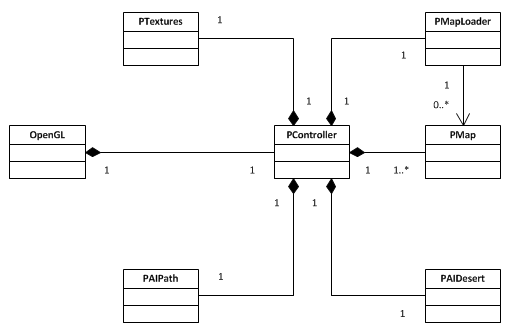 PTextures
1
PMapLoader
1
1
0..*
1
1
OpenGL
PController
PMap
1
1
1
1..*
1
1
PAIPath
1
PAIDesert
1